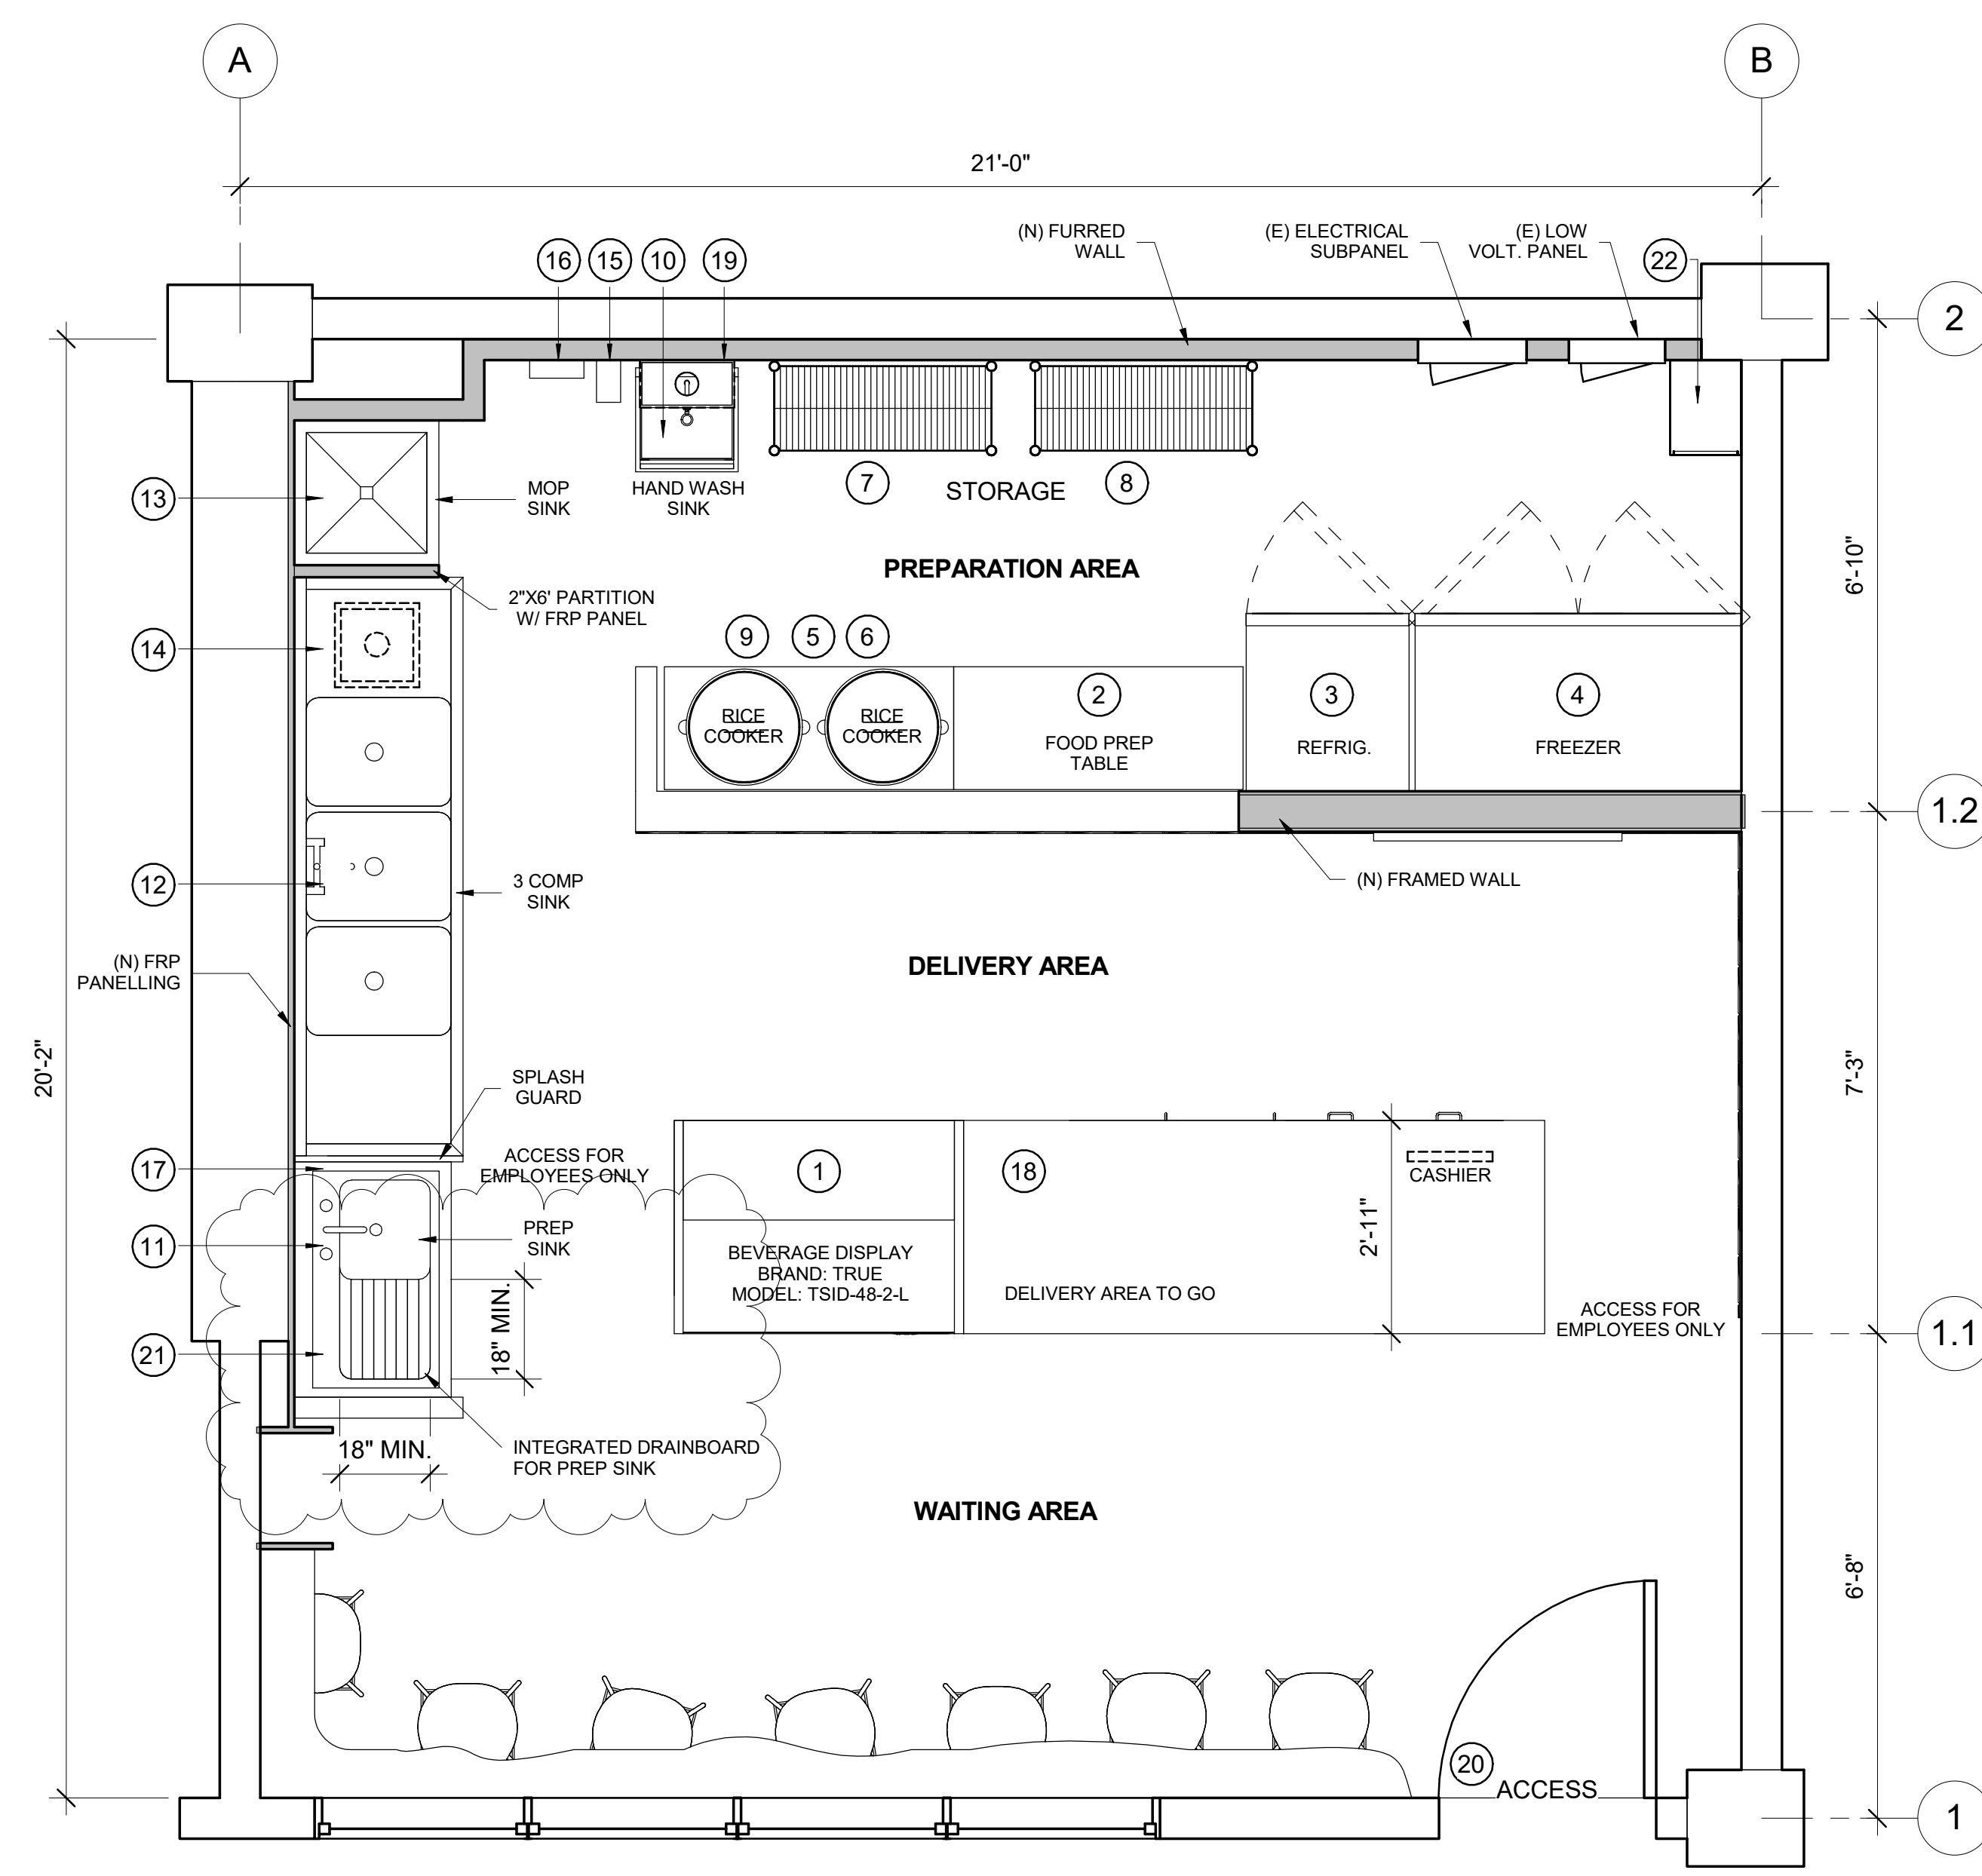 A
B
21'-0"
(N) FURRED
WALL
(E) ELECTRICAL
SUBPANEL
(E) LOW
VOLT. PANEL
16
15
10
19
22
2
13
MOP
SINK
HAND WASH
SINK
7
STORAGE
8
PREPARATION AREA
6'-10"
2"X6' PARTITION
W/ FRP PANEL
14
9
5
6
RICE
COOKER
RICE
COOKER
2
FOOD PREP
TABLE
3
REFRIG.
4
FREEZER
1.2
12
3 COMP
SINK
(N) FRAMED WALL
(N) FRP
PANELLING
DELIVERY AREA
20'-2"
7'-3"
SPLASH
GUARD
17
ACCESS FOR
EMPLOYEES ONLY
1
18
CASHIER
11
PREP
SINK
2'-11"
BEVERAGE DISPLAY
BRAND: TRUE
MODEL: TSID-48-2-L
DELIVERY AREA TO GO
ACCESS FOR
EMPLOYEES ONLY
1.1
21
18" MIN.
18" MIN.
INTEGRATED DRAINBOARD
FOR PREP SINK
WAITING AREA
6'-8"
20
ACCESS
1